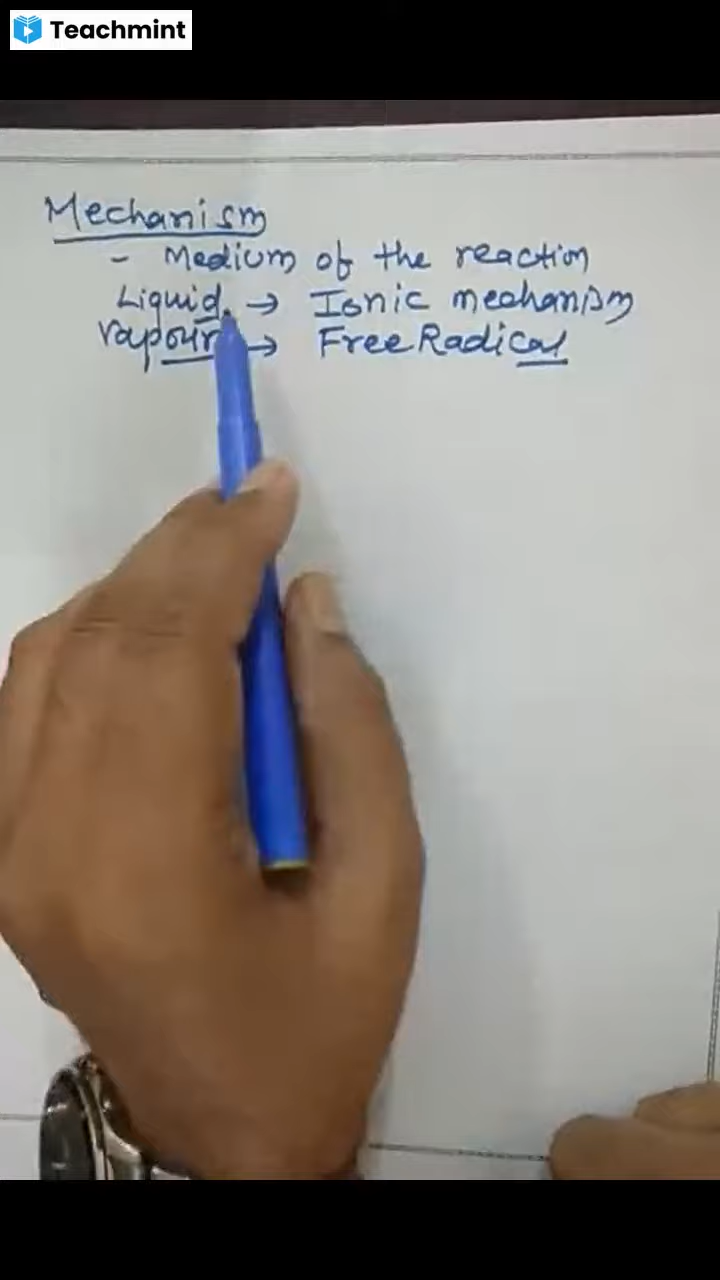 Teachmint
Mechanism
- Medium of the reaction
Liquid → Ionic mechanism
Vapour → Free Radical